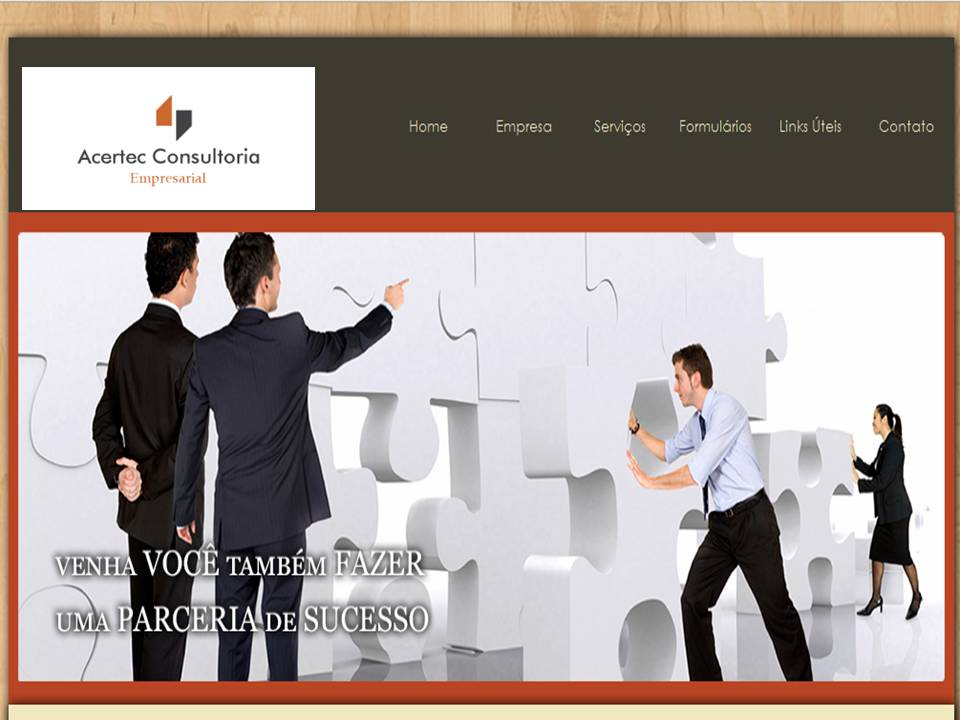 Acertec Consultoria
Empresarial
Home Empresa Serviços Formulários Links Úteis Contato
VENHA VOCÊ TAMBÉM FAZER
UMA PARCERIA DE SUCESSO